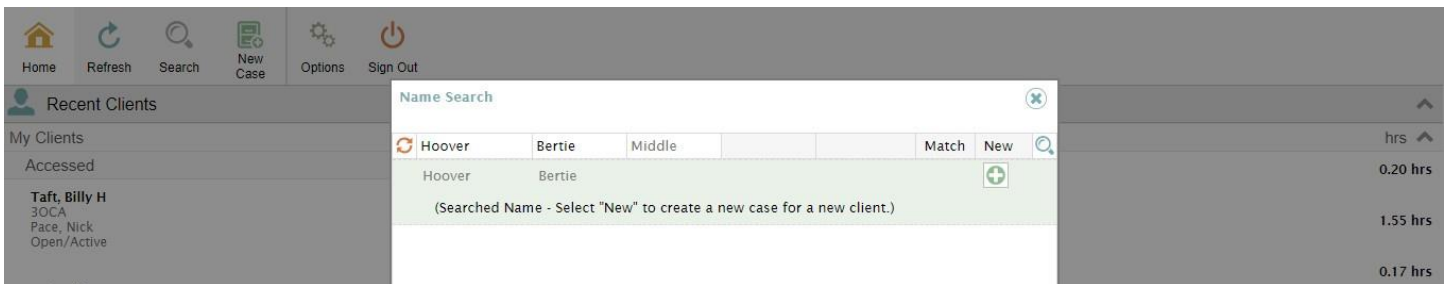 Home Refresh Search New Case Options Sign Out
Recent Clients
My Clients hrs
Accessed 0.20 hrs
Taft, Billy H
3OCA
Pace, Nick 1.55 hrs
Open/Active
0.17 hrs
Name Search
Hoover Bertie Middle Match New
Hoover Bertie
(Searched Name - Select "New" to create a new case for a new client.)